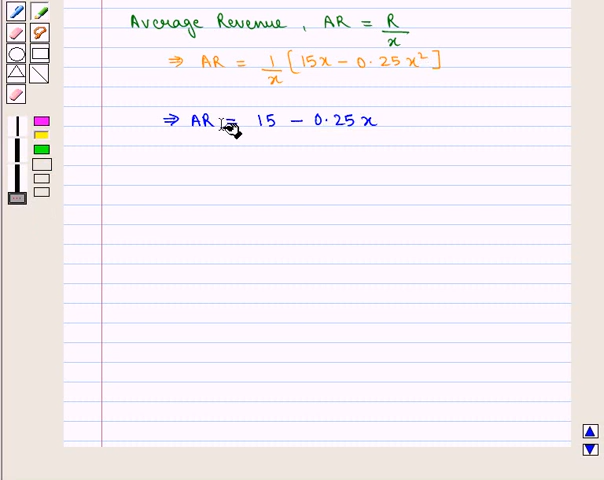 Average Revenue, AR = R/x
⇒ AR = 1/x [15x - 0.25x²]
⇒ AR = 15 - 0.25x